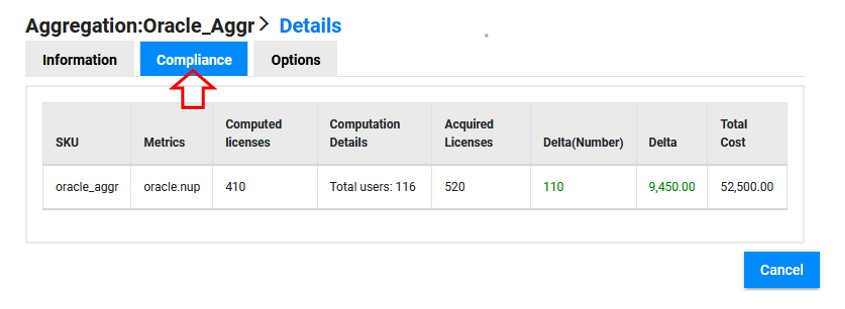 Aggregation:Oracle_Aggr > Details
Information Compliance Options
SKU Metrics Computed licenses Computation Details Acquired Licenses Delta(Number) Delta Total Cost
oracle_aggr oracle.nup 410 Total users: 116 520 110 9,450.00 52,500.00
Cancel